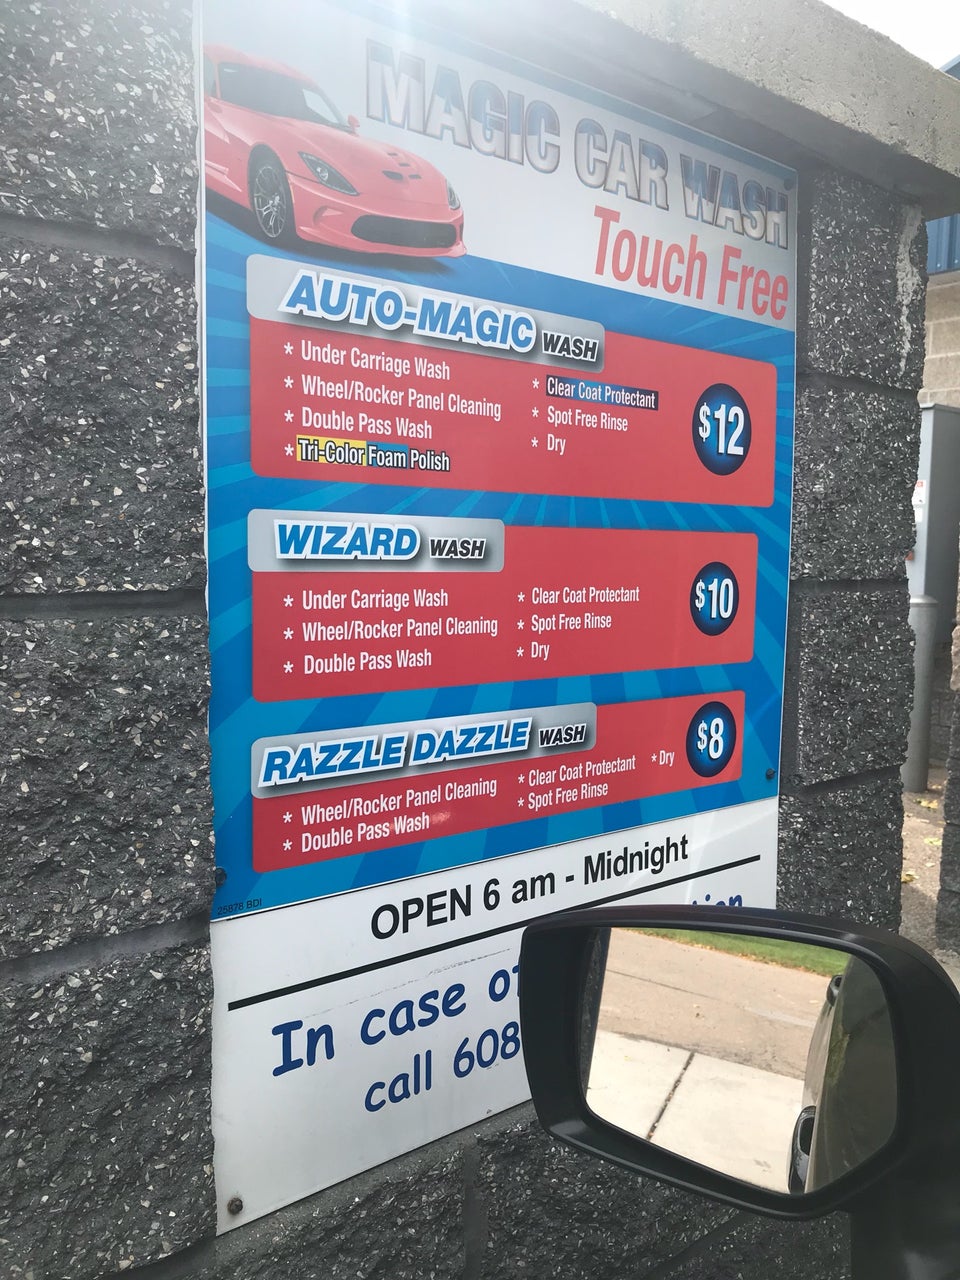 MAGIC CAR WASH
Touch Free
AUTO-MAGIC WASH
* Under Carriage Wash
* Wheel/Rocker Panel Cleaning
* Double Pass Wash
* Tri-Color Foam Polish
* Clear Coat Protectant
* Spot Free Rinse
* Dry
$12
WIZARD WASH
* Under Carriage Wash
* Wheel/Rocker Panel Cleaning
* Double Pass Wash
* Clear Coat Protectant
* Spot Free Rinse
* Dry
$10
RAZZLE DAZZLE WASH
* Wheel/Rocker Panel Cleaning
* Double Pass Wash
* Clear Coat Protectant
* Spot Free Rinse
* Dry
$8
25878 BDI
OPEN 6 am - Midnight
In case
call 608